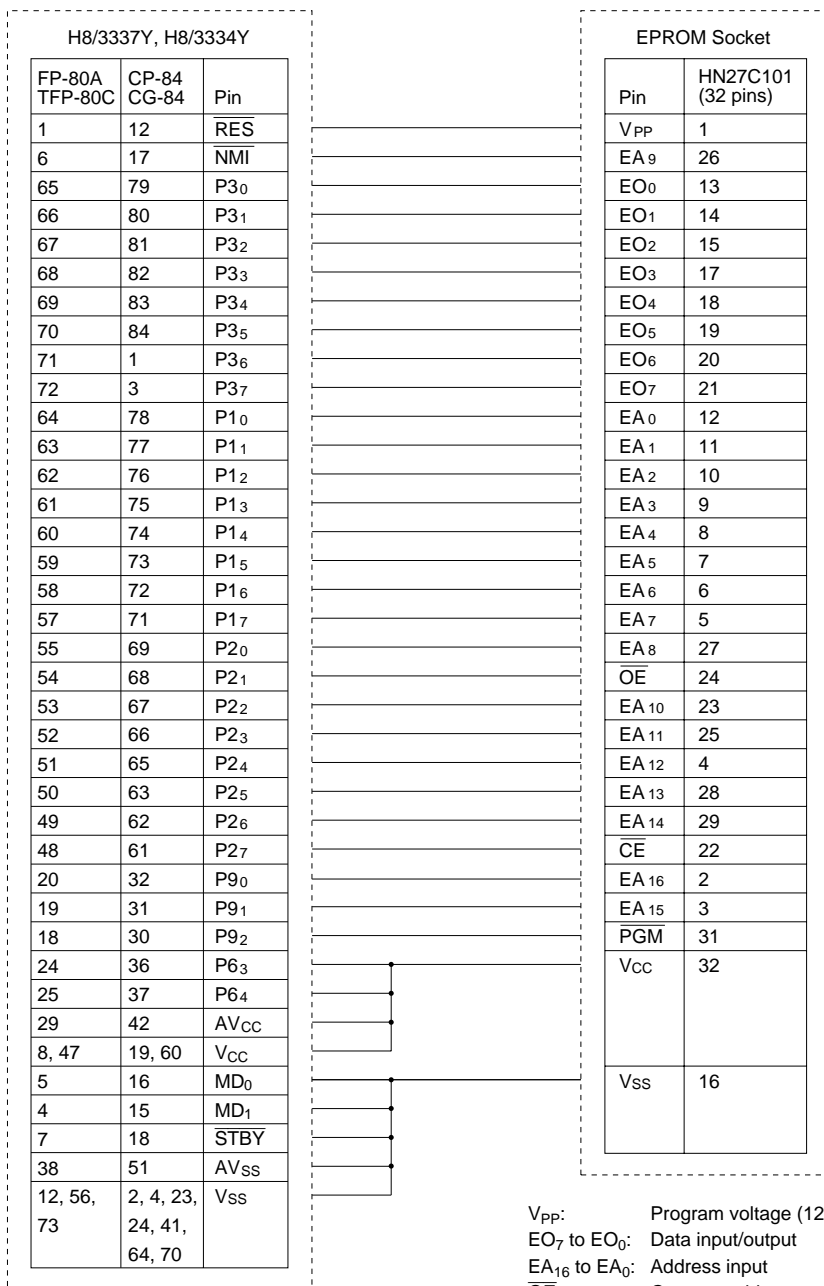 H8/3337Y, H8/3334Y
FP-80A TFP-80C CP-84 CG-84 Pin
1 12 R̅E̅S̅
6 17 N̅M̅I̅
65 79 P3₀
66 80 P3₁
67 81 P3₂
68 82 P3₃
69 83 P3₄
70 84 P3₅
71 1 P3₆
72 3 P3₇
64 78 P1₀
63 77 P1₁
62 76 P1₂
61 75 P1₃
60 74 P1₄
59 73 P1₅
58 72 P1₆
57 71 P1₇
55 69 P2₀
54 68 P2₁
53 67 P2₂
52 66 P2₃
51 65 P2₄
50 63 P2₅
49 62 P2₆
48 61 P2₇
20 32 P9₀
19 31 P9₁
18 30 P9₂
24 36 P6₃
25 37 P6₄
29 42 AVCC
8, 47 19, 60 VCC
5 16 MD₀
4 15 MD₁
7 18 S̅T̅B̅Y̅
38 51 AVSS
12, 56, 73 2, 4, 23, 24, 41, 64, 70 VSS
EPROM Socket
Pin HN27C101 (32 pins)
VPP 1
EA₉ 26
EO₀ 13
EO₁ 14
EO₂ 15
EO₃ 17
EO₄ 18
EO₅ 19
EO₆ 20
EO₇ 21
EA₀ 12
EA₁ 11
EA₂ 10
EA₃ 9
EA₄ 8
EA₅ 7
EA₆ 6
EA₇ 5
EA₈ 27
O̅E̅ 24
EA₁₀ 23
EA₁₁ 25
EA₁₂ 4
EA₁₃ 28
EA₁₄ 29
C̅E̅ 22
EA₁₆ 2
EA₁₅ 3
P̅G̅M̅ 31
VCC 32
VSS 16
VPP: Program voltage (12
EO₇ to EO₀: Data input/output
EA₁₆ to EA₀: Address input